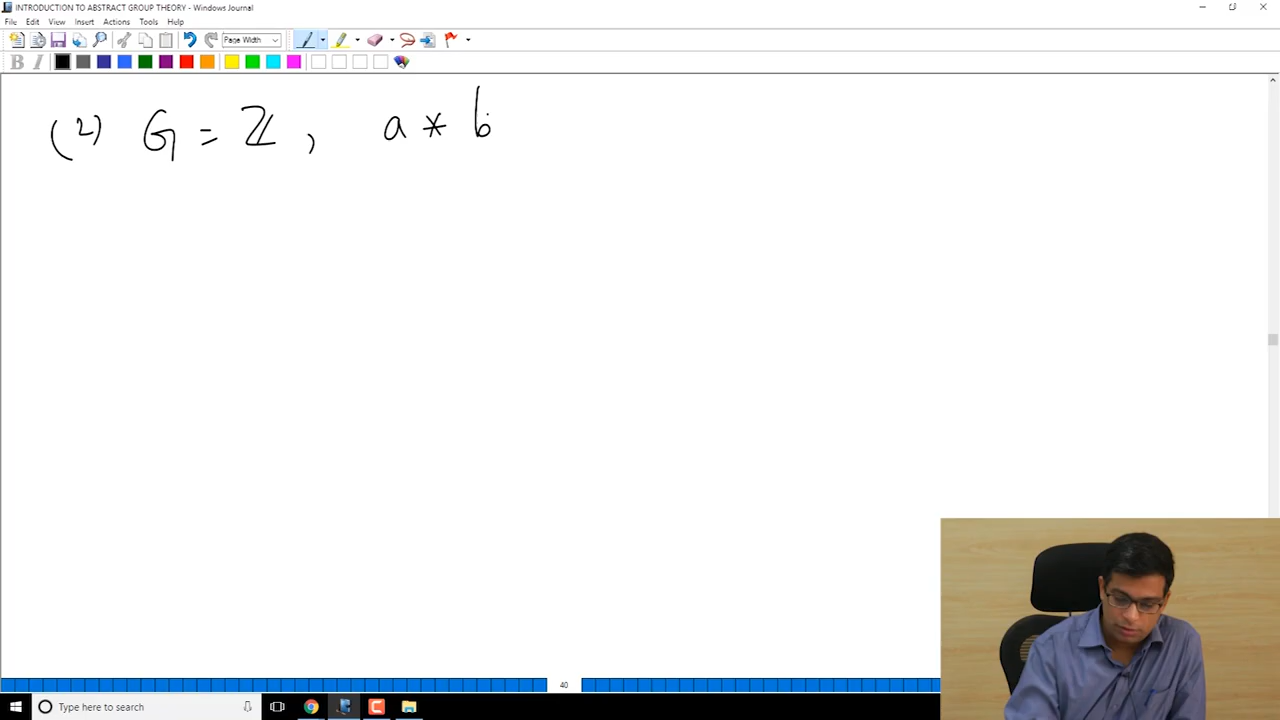 INTRODUCTION TO ABSTRACT GROUP THEORY - Windows Journal
File Edit View Insert Actions Tools Help
Page Width
B I
(2) G = ℤ , a * b
40
Type here to search